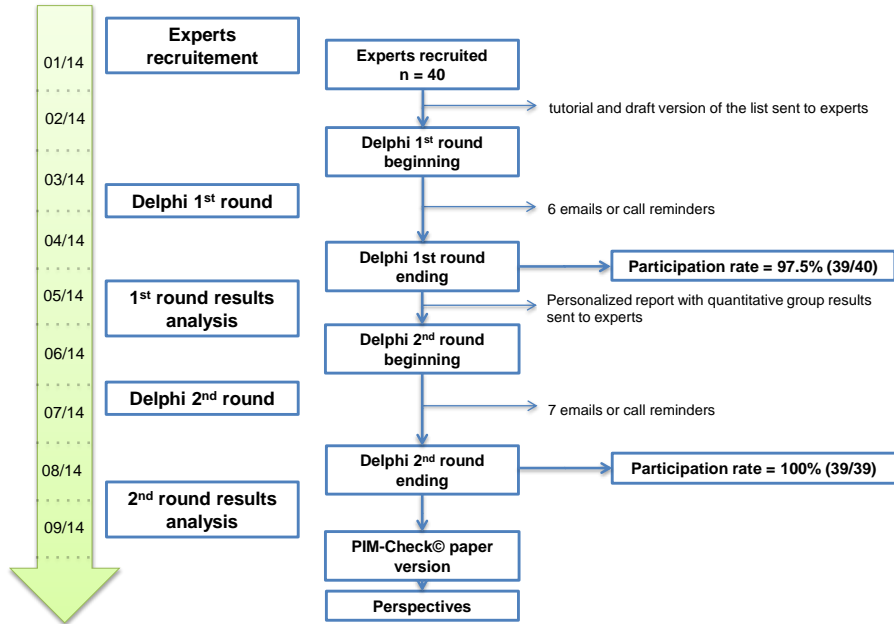 01/14
02/14
03/14
04/14
05/14
06/14
07/14
08/14
09/14
Experts
recruitement
Delphi 1st round
1st round results
analysis
Delphi 2nd round
2nd round results
analysis
Experts recruited
n = 40
tutorial and draft version of the list sent to experts
Delphi 1st round
beginning
6 emails or call reminders
Delphi 1st round
ending
Participation rate = 97.5% (39/40)
Personalized report with quantitative group results
sent to experts
Delphi 2nd round
beginning
7 emails or call reminders
Delphi 2nd round
ending
Participation rate = 100% (39/39)
PIM-Check© paper
version
Perspectives